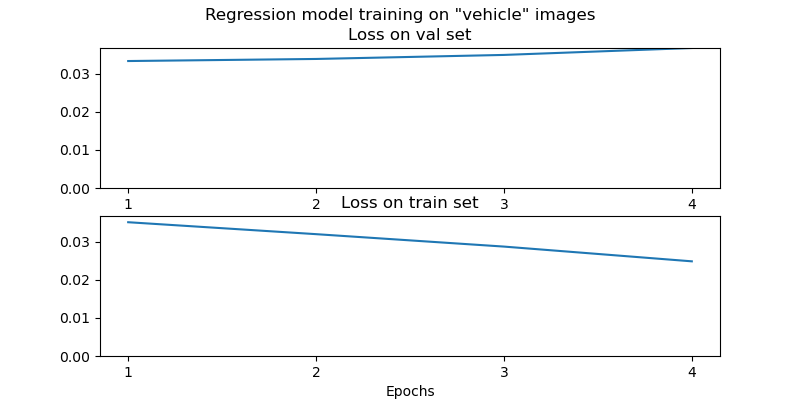 Regression model training on "vehicle" images
Loss on val set
0.03
0.02
0.01
0.00
1 2 3 4
Loss on train set
0.03
0.02
0.01
0.00
1 2 3 4
Epochs